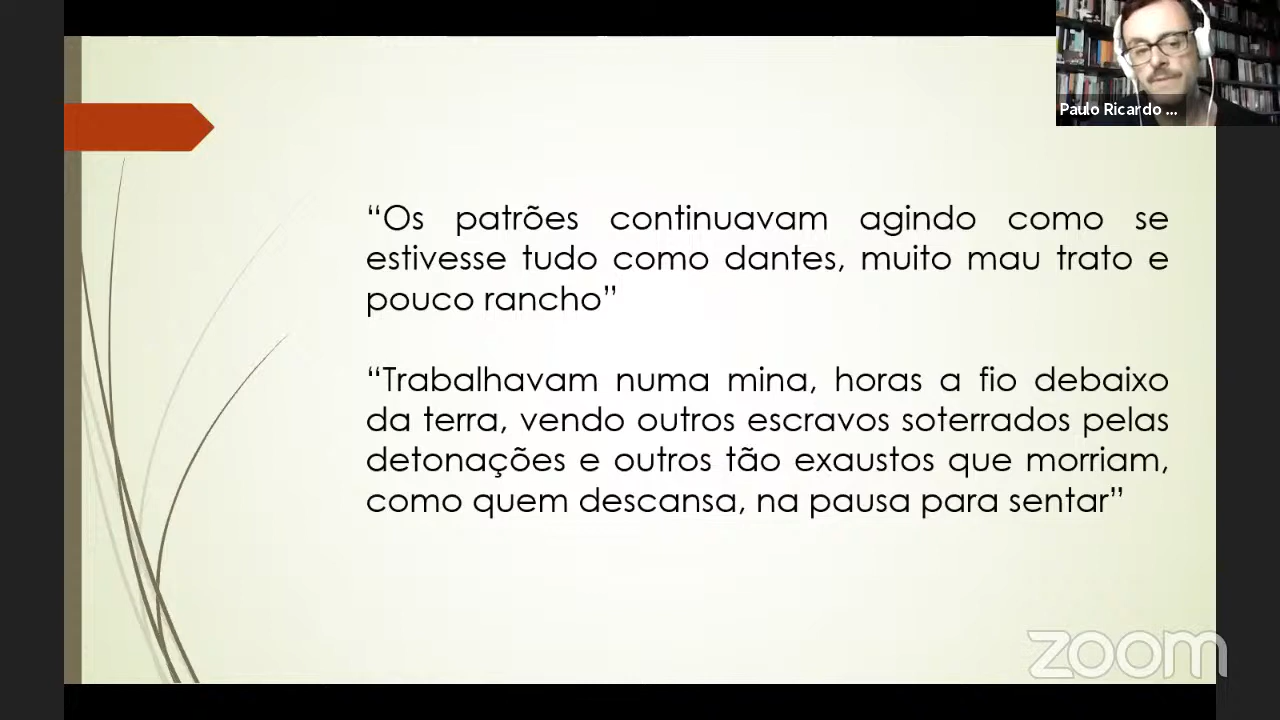 Paulo Ricardo ...
“Os patrões continuavam agindo como se
estivesse tudo como dantes, muito mau trato e
pouco rancho”
“Trabalhavam numa mina, horas a fio debaixo
da terra, vendo outros escravos soterrados pelas
detonações e outros tão exaustos que morriam,
como quem descansa, na pausa para sentar”
zoom